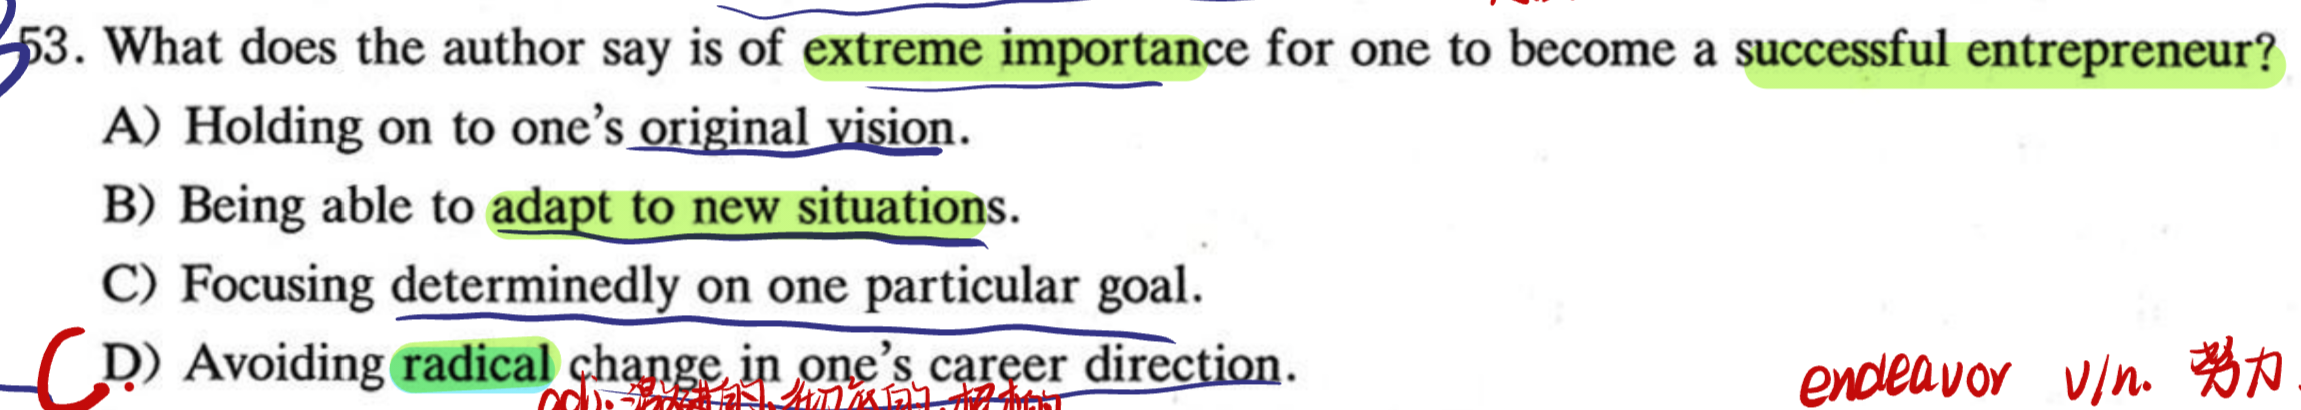 53. What does the author say is of extreme importance for one to become a successful entrepreneur?
A) Holding on to one's original vision.
B) Being able to adapt to new situations.
C) Focusing determinedly on one particular goal.
D) Avoiding radical change in one's career direction.
C.
adj.
endeavor v/n. 努力.